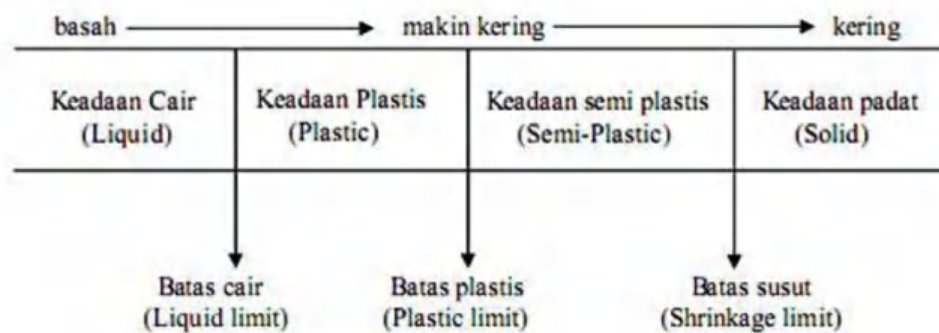 basah makin kering kering
Keadaan Cair Keadaan Plastis Keadaan semi plastis Keadaan padat
(Liquid) (Plastic) (Semi-Plastic) (Solid)
Batas cair Batas plastis Batas susut
(Liquid limit) (Plastic limit) (Shrinkage limit)